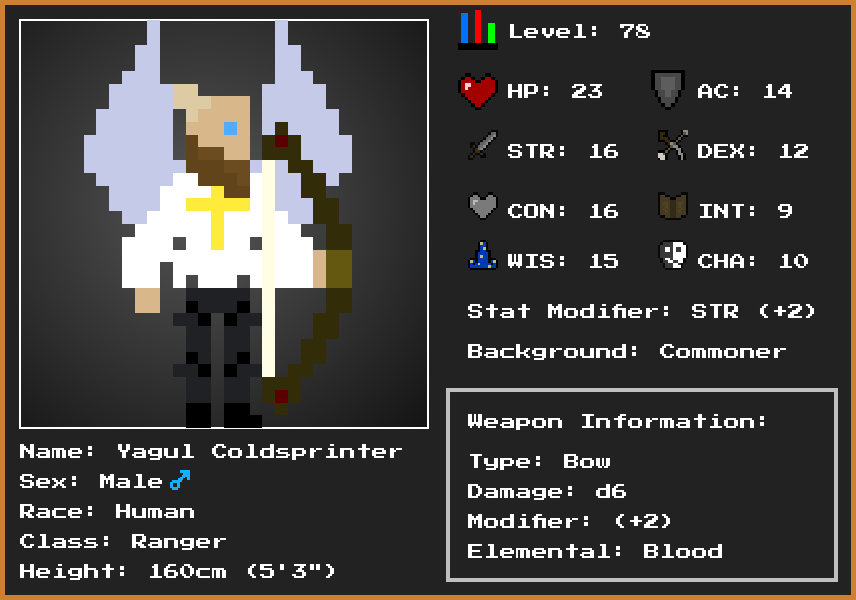 Level: 78
HP: 23 AC: 14
STR: 16 DEX: 12
CON: 16 INT: 9
WIS: 15 CHA: 10
Stat Modifier: STR (+2)
Background: Commoner
Weapon Information:
Type: Bow
Damage: d6
Modifier: (+2)
Elemental: Blood
Name: Yagul Coldsprinter
Sex: Male ♂
Race: Human
Class: Ranger
Height: 160cm (5'3")